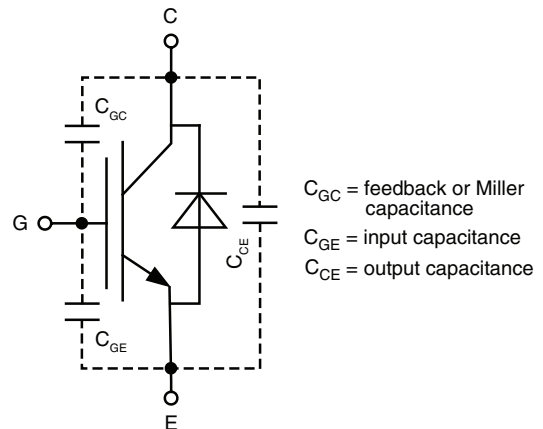 C
C_GC
G
C_CE
C_GE
E
C_GC = feedback or Miller
capacitance
C_GE = input capacitance
C_CE = output capacitance